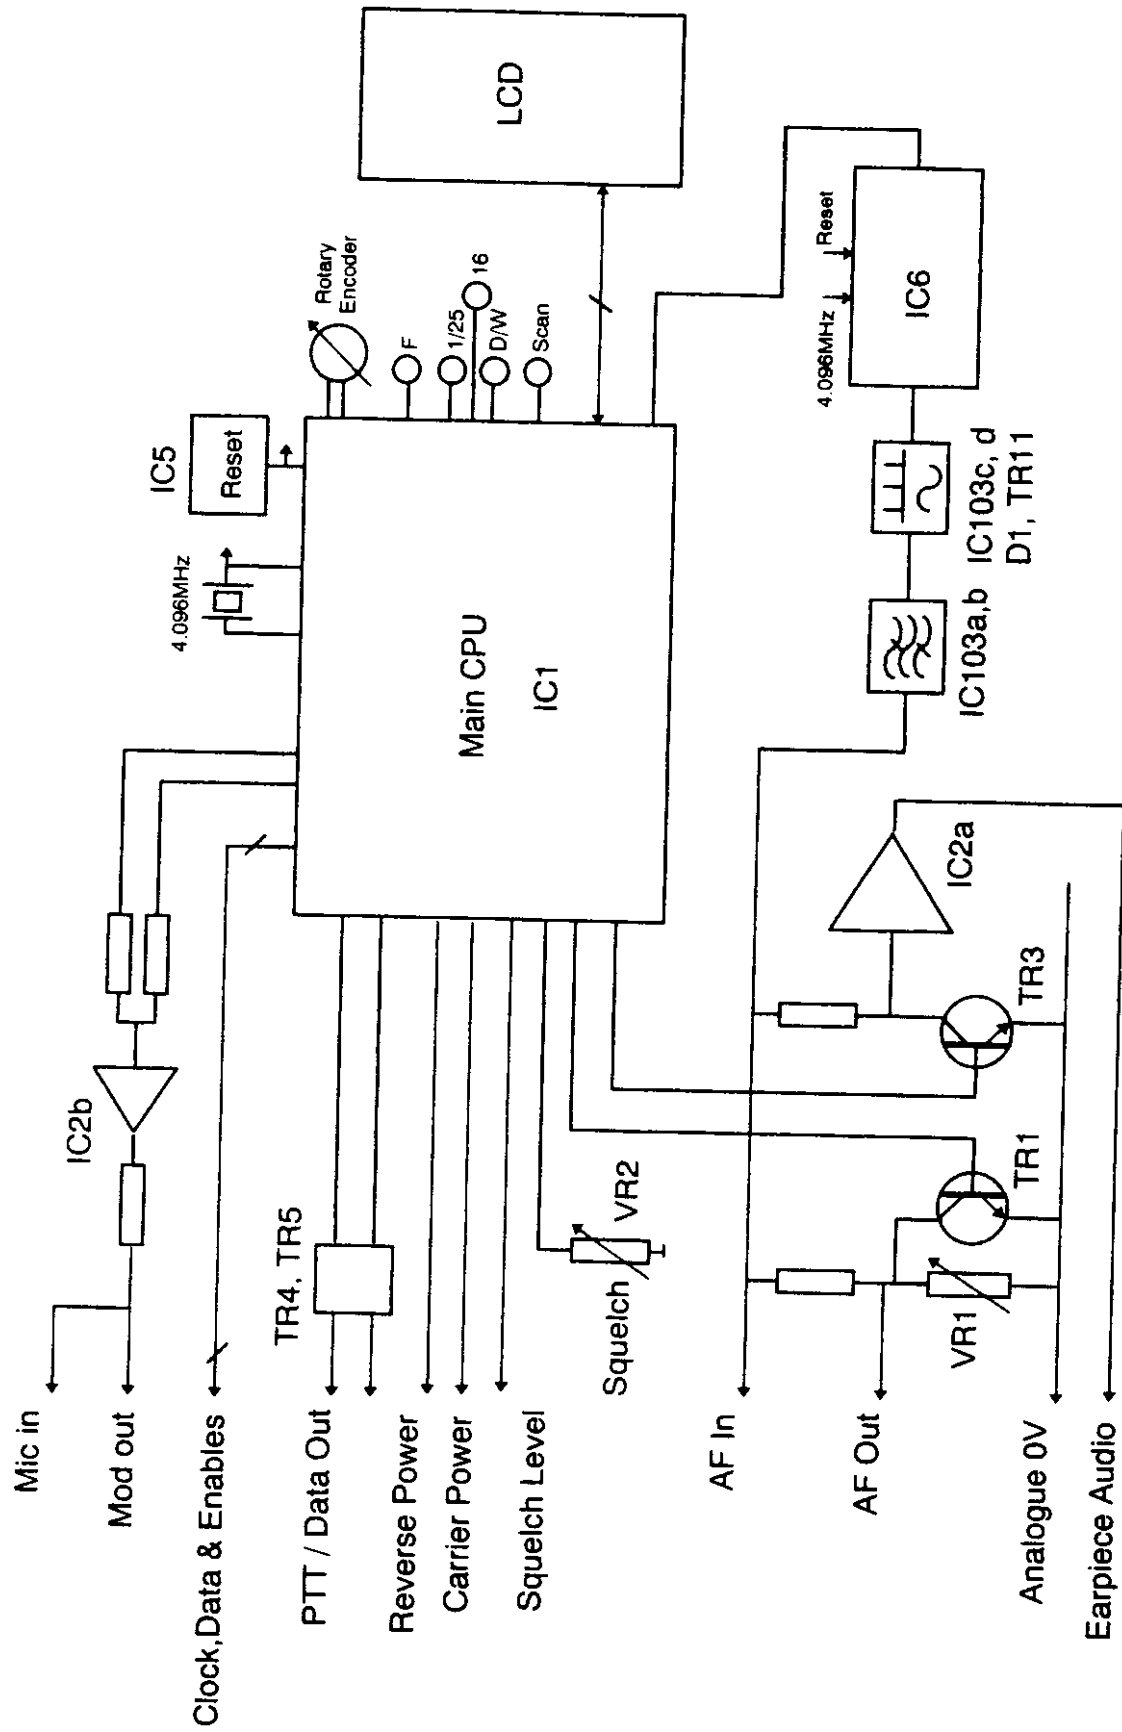 Mic in
Mod out
Clock,Data & Enables
PTT / Data Out
Reverse Power
Carrier Power
Squelch Level
AF In
AF Out
Analogue 0V
Earpiece Audio
IC2b
TR4, TR5
Squelch
VR2
VR1
TR1
TR3
IC2a
4.096MHz
IC5
Reset
Main CPU
IC1
Rotary
Encoder
F
1/25
16
D/W
Scan
LCD
IC103a,b
IC103c, d
D1, TR11
4.096MHz
Reset
IC6